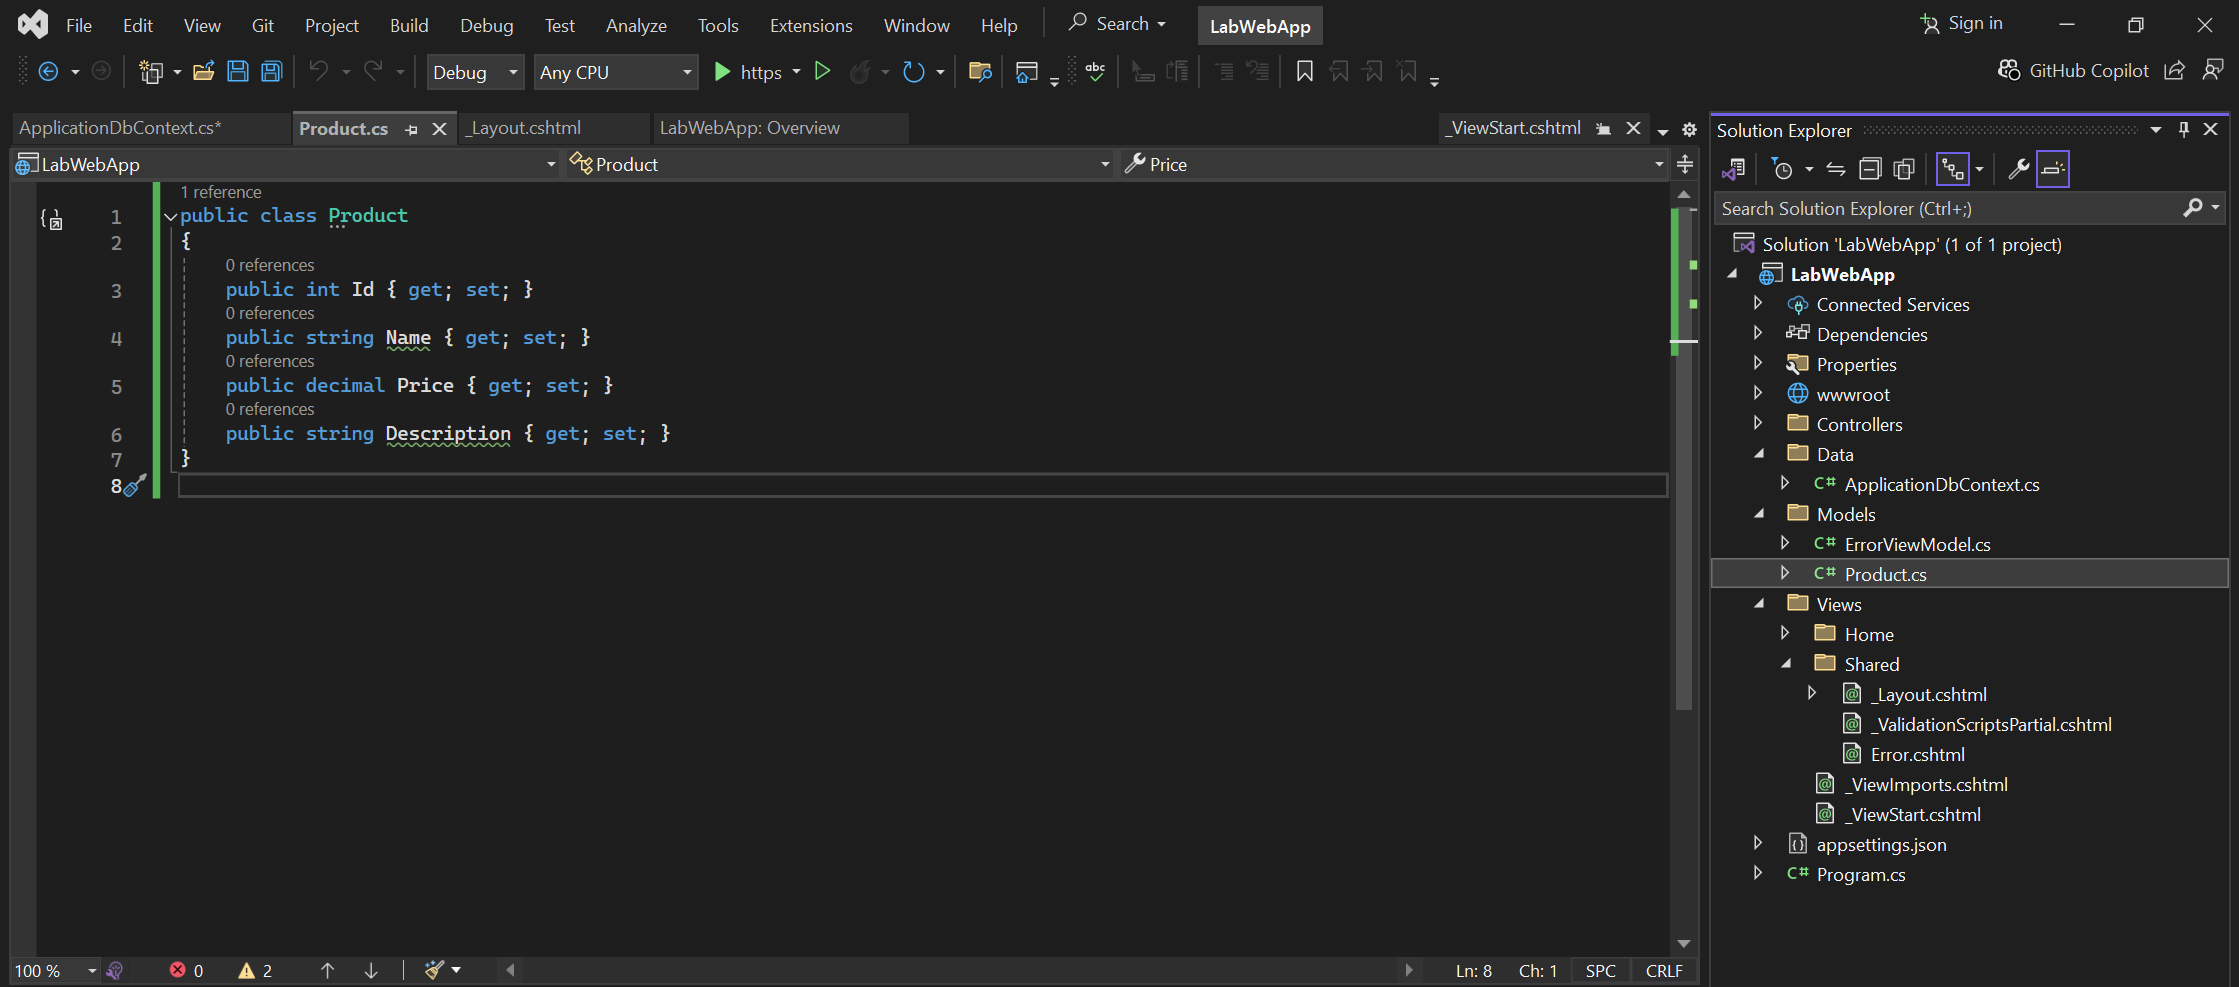 File Edit View Git Project Build Debug Test Analyze Tools Extensions Window Help Search LabWebApp Sign in
Debug Any CPU https abc GitHub Copilot
ApplicationDbContext.cs* Product.cs _Layout.cshtml LabWebApp: Overview _ViewStart.cshtml
LabWebApp Product Price
1 reference
1 public class Product
2 {
0 references
3 public int Id { get; set; }
0 references
4 public string Name { get; set; }
0 references
5 public decimal Price { get; set; }
0 references
6 public string Description { get; set; }
7 }
8
100 % 0 2 Ln: 8 Ch: 1 SPC CRLF
Solution Explorer
Search Solution Explorer (Ctrl+;)
Solution 'LabWebApp' (1 of 1 project)
LabWebApp
Connected Services
Dependencies
Properties
wwwroot
Controllers
Data
C# ApplicationDbContext.cs
Models
C# ErrorViewModel.cs
C# Product.cs
Views
Home
Shared
@ _Layout.cshtml
@ _ValidationScriptsPartial.cshtml
@ Error.cshtml
@ _ViewImports.cshtml
@ _ViewStart.cshtml
appsettings.json
C# Program.cs